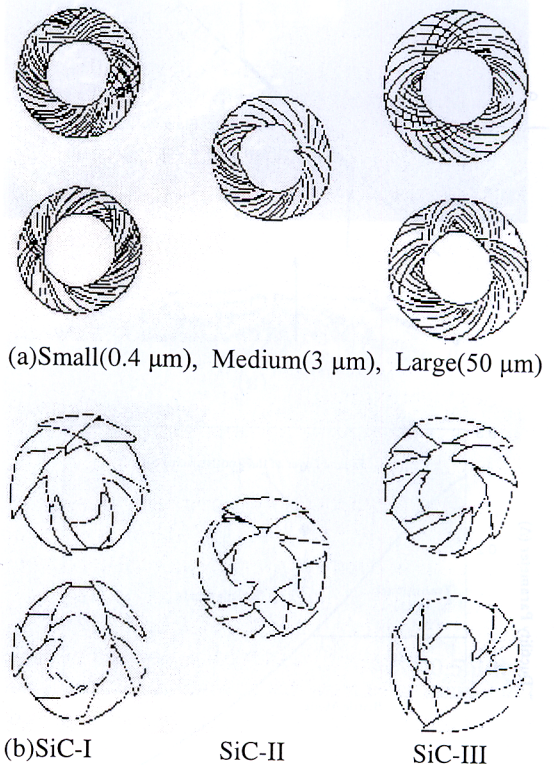 (a)Small(0.4 μm), Medium(3 μm), Large(50 μm)
(b)SiC-I SiC-II SiC-III